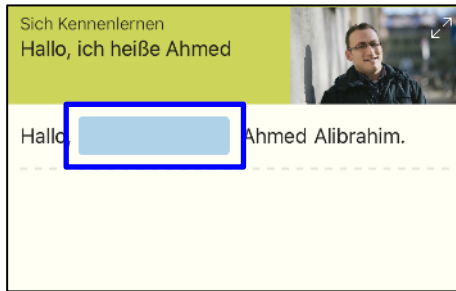 Sich Kennenlernen
Hallo, ich heiße Ahmed
Hallo, Ahmed Alibrahim.